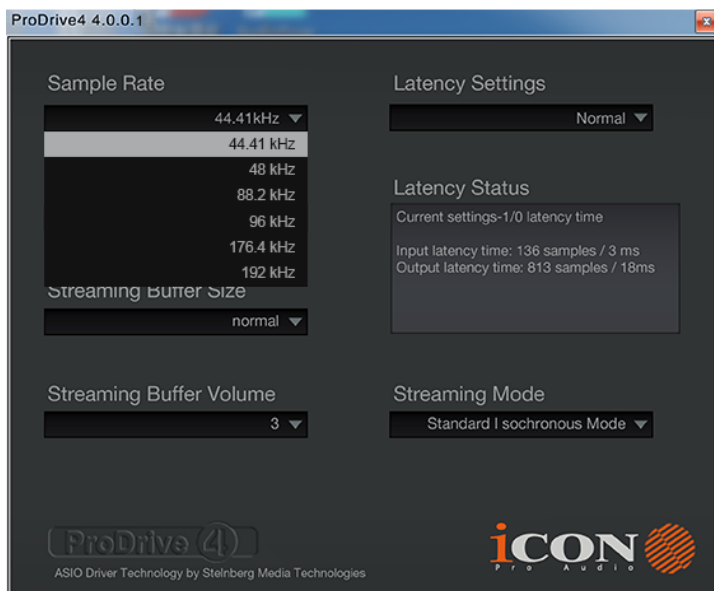 ProDrive4 4.0.0.1
Sample Rate
44.41kHz
44.41 kHz
48 kHz
88.2 kHz
96 kHz
176.4 kHz
192 kHz
Streaming Buffer Size
normal
Streaming Buffer Volume
3
Latency Settings
Normal
Latency Status
Current settings-1/0 latency time
Input latency time: 136 samples / 3 ms
Output latency time: 813 samples / 18ms
Streaming Mode
Standard I sochronous Mode
ProDrive 4
ASIO Driver Technology by Stelnberg Media Technologies
iCON
Pro Audio